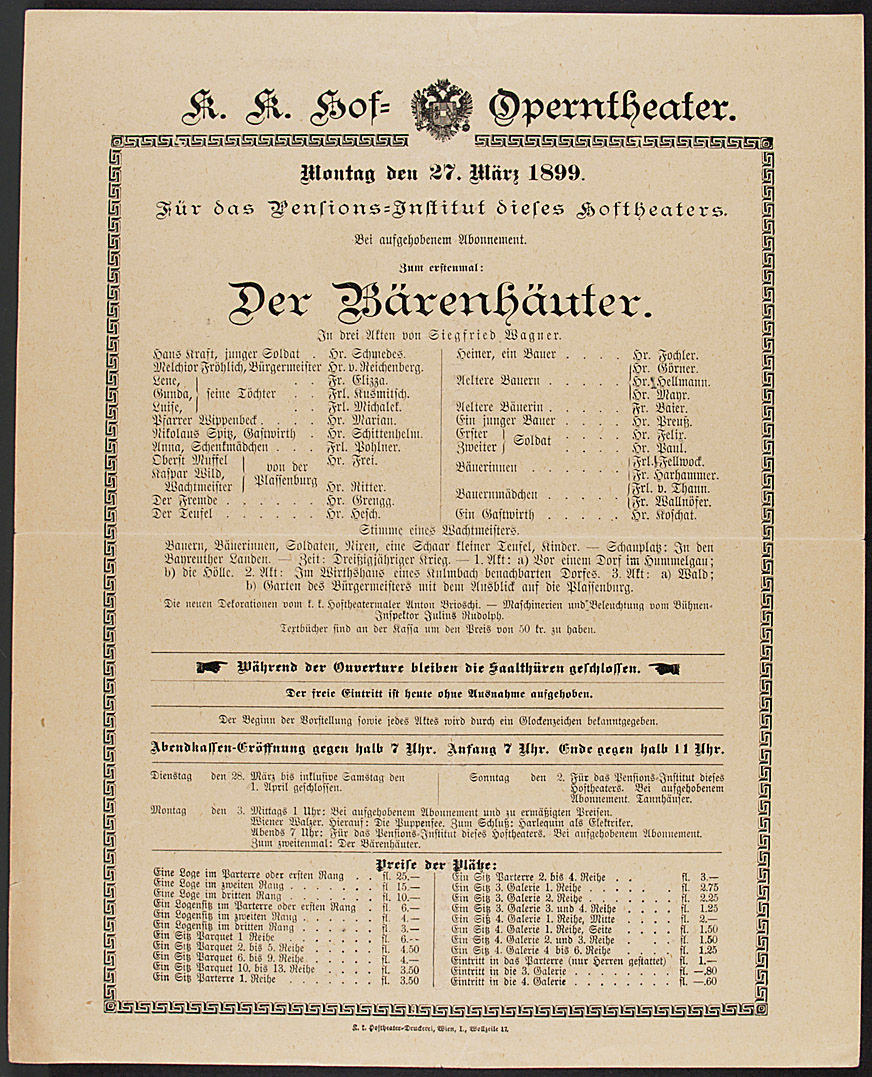 K. K. Hof= Operntheater.
Montag den 27. März 1899.
Für das Pensions=Institut dieses Hoftheaters.
Bei aufgehobenem Abonnement.
Zum erstenmal:
Der Bärenhäuter.
In drei Akten von Siegfried Wagner.
Hans Kraft, junger Soldat . Hr. Schmedes.
Melchior Fröhlich, Bürgermeister Hr. v. Reichenberg.
Lene, . . Fr. Elizza.
Gunda, seine Töchter . . Frl. Kusmitsch.
Luise, . . Frl. Michalek.
Pfarrer Wippenbeck . . . . Hr. Marian.
Nikolaus Spitz, Gastwirth . Hr. Schittenhelm.
Anna, Schenkmädchen . . . Frl. Pohlner.
Oberst Muffel Hr. Frei.
Kaspar Wild, von der Plassenburg
Wachtmeister Hr. Ritter.
Der Fremde . . . . . . Hr. Grengg.
Der Teufel . . . . . . Hr. Hesch.
Heiner, ein Bauer . . . . Hr. Fochler.
Hr. Görner.
Aeltere Bauern . . . . Hr. Hellmann.
Hr. Mayr.
Aeltere Bäuerin . . . . Fr. Baier.
Ein junger Bauer . . . . Hr. Preuß.
Erster Soldat . . . . Hr. Felix.
Zweiter . . . . Hr. Paul.
Bäuerinnen . . . . . Frl. Fellwock.
Fr. Harhammer.
Bauernmädchen . . . . Frl. v. Thann.
Fr. Wallnöfer.
Ein Gastwirth . . . . . Hr. Koschat.
Stimme eines Wachtmeisters.
Bauern, Bäuerinnen, Soldaten, Nixen, eine Schaar kleiner Teufel, Kinder. — Schauplatz: In den
Bayreuther Landen. — Zeit: Dreißigjähriger Krieg. — 1. Akt: a) Vor einem Dorf im Hummelgau;
b) die Hölle. 2. Akt: Im Wirthshaus eines Kulmbach benachbarten Dorfes. 3. Akt: a) Wald;
b) Garten des Bürgermeisters mit dem Ausblick auf die Plassenburg.
Die neuen Dekorationen vom k. k. Hoftheatermaler Anton Brioschi. — Maschinerien und Beleuchtung vom Bühnen-
Inspektor Julius Rudolph.
Textbücher sind an der Kassa um den Preis von 50 kr. zu haben.
Während der Ouverture bleiben die Saalthüren geschlossen.
Der freie Eintritt ist heute ohne Ausnahme aufgehoben.
Der Beginn der Vorstellung sowie jedes Aktes wird durch ein Glockenzeichen bekanntgegeben.
Abendkassen-Eröffnung gegen halb 7 Uhr. Anfang 7 Uhr. Ende gegen halb 11 Uhr.
Dienstag den 28. März bis inklusive Samstag den
1. April geschlossen.
Sonntag den 2. Für das Pensions-Institut dieses
Hoftheaters. Bei aufgehobenem
Abonnement. Tannhäuser.
Montag den 3. Mittags 1 Uhr: Bei aufgehobenem Abonnement und zu ermäßigten Preisen.
Wiener Walzer. Hierauf: Die Puppenfee. Zum Schluß: Harlequin als Elektriker.
Abends 7 Uhr: Für das Pensions-Institut dieses Hoftheaters. Bei aufgehobenem Abonnement.
Zum zweitenmal: Der Bärenhäuter.
Preise der Plätze:
Eine Loge im Parterre oder ersten Rang . . fl. 25.—
Eine Loge im zweiten Rang . . . . . . . fl. 15.—
Eine Loge im dritten Rang . . . . . . . fl. 10.—
Ein Logensitz im Parterre oder ersten Rang . fl. 6.—
Ein Logensitz im zweiten Rang . . . . . . fl. 4.—
Ein Logensitz im dritten Rang . . . . . . fl. 3.—
Ein Sitz Parquet 1. Reihe . . . . . . fl. 6.—
Ein Sitz Parquet 2. bis 5. Reihe . . . . fl. 4.50
Ein Sitz Parquet 6. bis 9. Reihe . . . . fl. 4.—
Ein Sitz Parquet 10. bis 13. Reihe . . . . fl. 3.50
Ein Sitz Parterre 1. Reihe . . . . . . fl. 3.50
Ein Sitz Parterre 2. bis 4. Reihe . . fl. 3.—
Ein Sitz 3. Galerie 1. Reihe . . . . . fl. 2.75
Ein Sitz 3. Galerie 2. Reihe . . . . . fl. 2.25
Ein Sitz 3. Galerie 3. und 4. Reihe . . . . fl. 1.25
Ein Sitz 4. Galerie 1. Reihe, Mitte . . . . fl. 2.—
Ein Sitz 4. Galerie 1. Reihe, Seite . . . . fl. 1.50
Ein Sitz 4. Galerie 2. und 3. Reihe . . . . fl. 1.50
Ein Sitz 4. Galerie 4. bis 6. Reihe . . . . fl. 1.25
Eintritt in das Parterre (nur Herren gestattet) fl. 1.—
Eintritt in die 3. Galerie . . . . . . . fl. —.80
Eintritt in die 4. Galerie . . . . . . . fl. —.60
K. k. Hoftheater-Druckerei, Wien, I., Wollzeile 17.